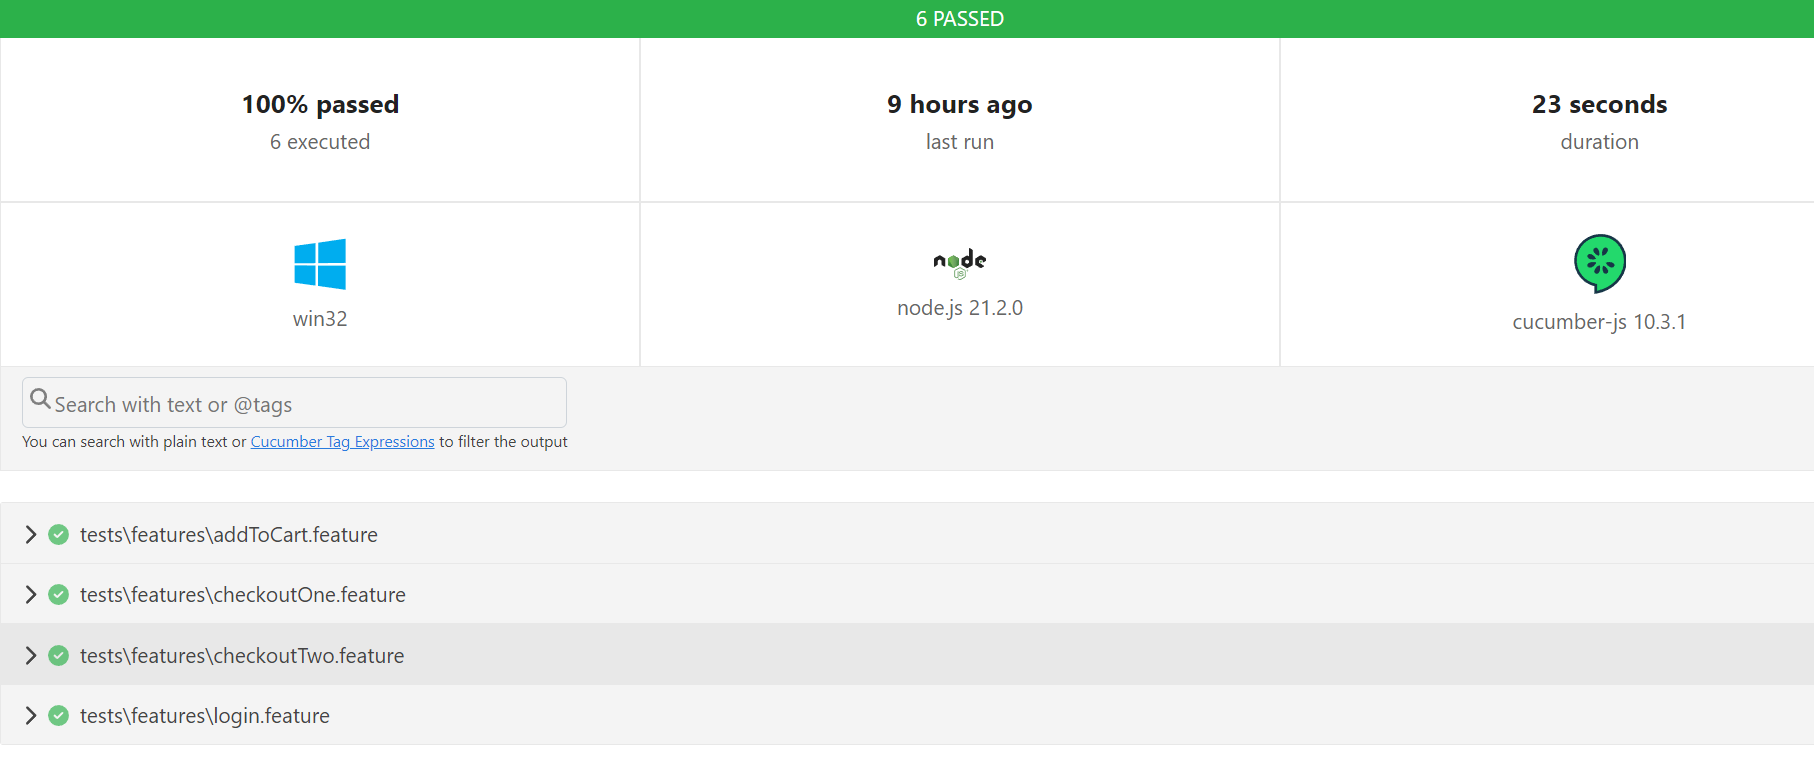 6 PASSED
100% passed
6 executed
9 hours ago
last run
23 seconds
duration
win32
node
JS
node.js 21.2.0
cucumber-js 10.3.1
Search with text or @tags
You can search with plain text or Cucumber Tag Expressions to filter the output
tests\features\addToCart.feature
tests\features\checkoutOne.feature
tests\features\checkoutTwo.feature
tests\features\login.feature